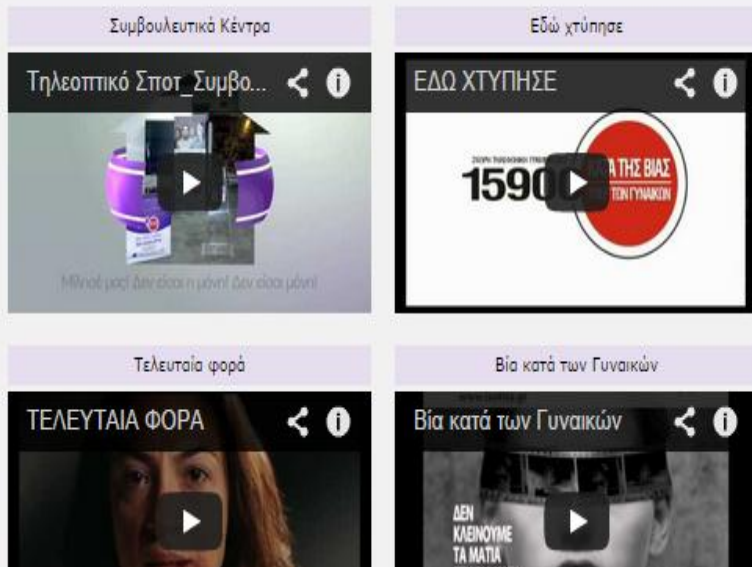 Συμβουλευτικά Κέντρα
Εδώ χτύπησε
Τηλεοπτικό Σποτ_Συμβο...
ΕΔΩ ΧΤΥΠΗΣΕ
15900
ΤΗΣ ΒΙΑΣ
ΤΩΝ ΓΥΝΑΙΚΩΝ
Μίλησέ μας! Δεν είσαι η μόνη! Δεν είσαι μόνη!
Τελευταία φορά
Βία κατά των Γυναικών
ΤΕΛΕΥΤΑΙΑ ΦΟΡΑ
Βία κατά των Γυναικών
ΔΕΝ
ΚΛΕΙΝΟΥΜΕ
ΤΑ ΜΑΤΙΑ